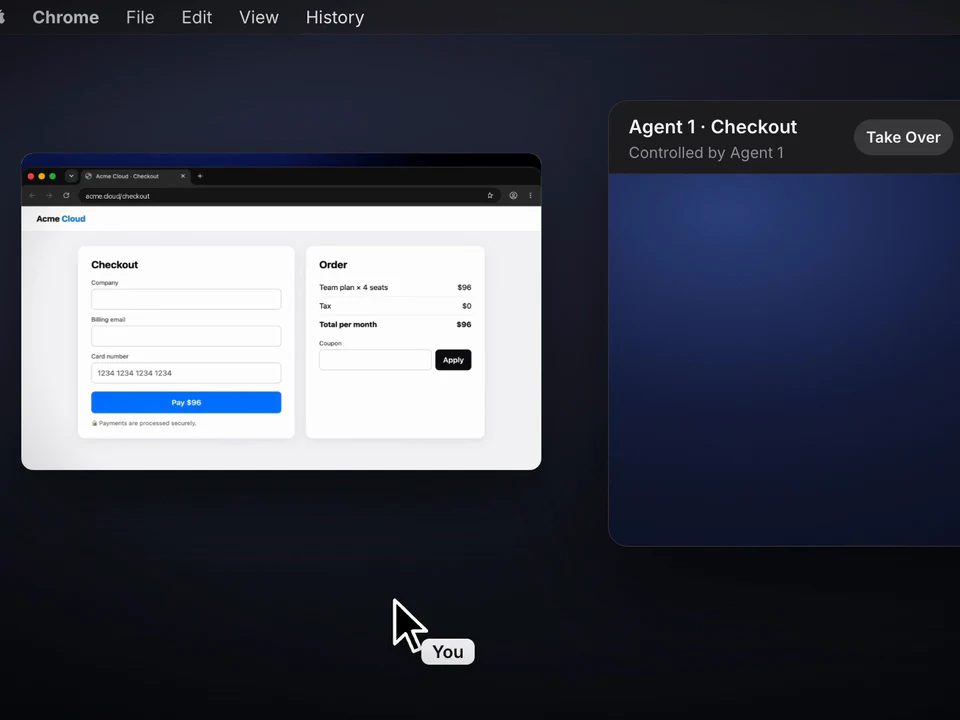 Chrome File Edit View History
Agent 1 · Checkout
Controlled by Agent 1
Take Over
Acme Cloud · Checkout
acme.cloud/checkout
Acme Cloud
Checkout
Company
Billing email
Card number
1234 1234 1234 1234
Pay $96
Payments are processed securely.
Order
Team plan × 4 seats $96
Tax $0
Total per month $96
Coupon
Apply
You